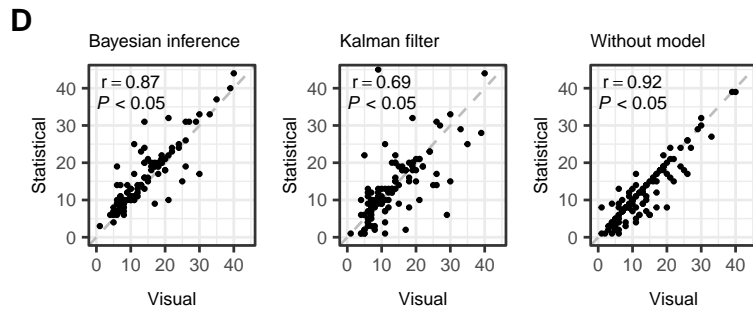 D
Bayesian inference
Kalman filter
Without model
r = 0.87
P < 0.05
r = 0.69
P < 0.05
r = 0.92
P < 0.05
Statistical
40
30
20
10
0
0 10 20 30 40
Visual
Statistical
40
30
20
10
0
0 10 20 30 40
Visual
Statistical
40
30
20
10
0
0 10 20 30 40
Visual